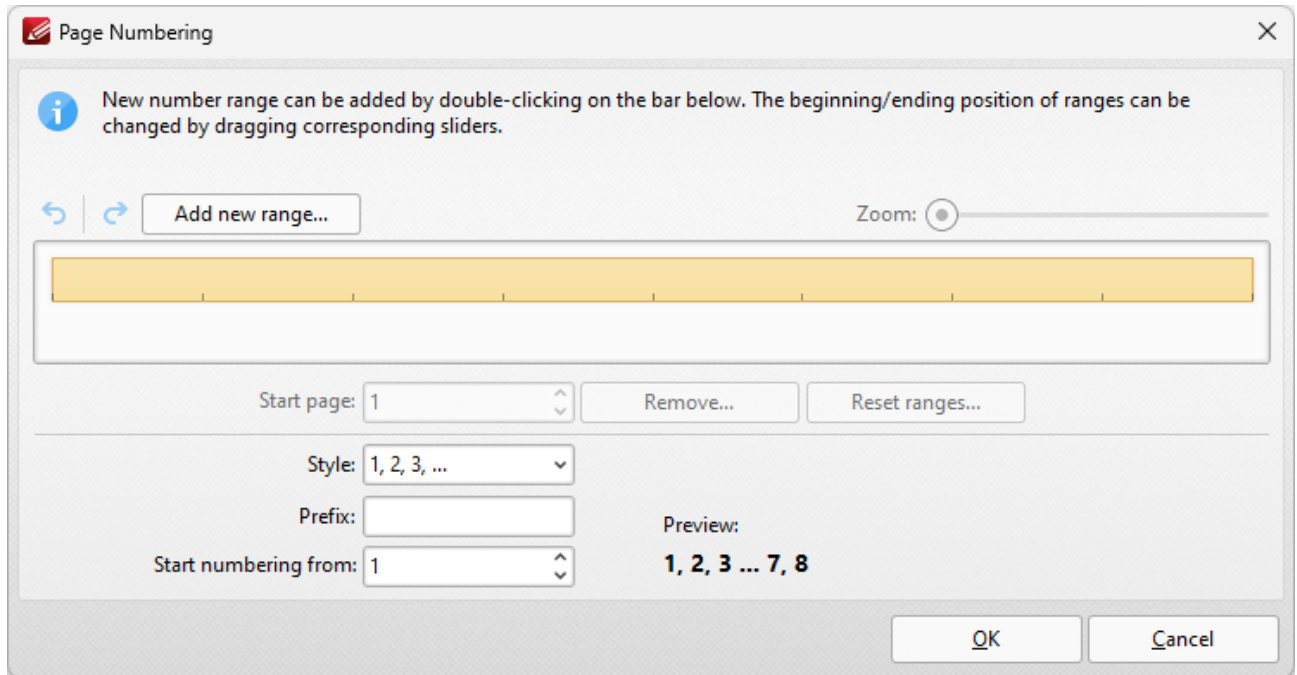 Page Numbering
New number range can be added by double-clicking on the bar below. The beginning/ending position of ranges can be
changed by dragging corresponding sliders.
Add new range... Zoom:
Start page: 1 Remove... Reset ranges...
Style: 1, 2, 3, ...
Prefix:
Preview:
Start numbering from: 1 1, 2, 3 ... 7, 8
OK Cancel